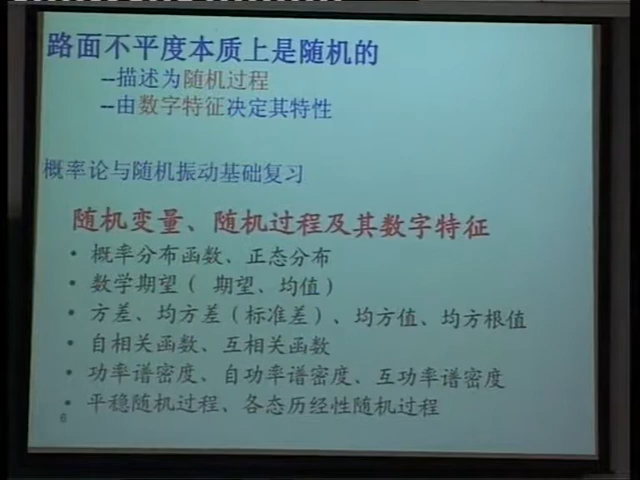 路面不平度本质上是随机的
--描述为随机过程
--由数字特征决定其特性
概率论与随机振动基础复习
随机变量、随机过程及其数字特征
• 概率分布函数、正态分布
• 数学期望( 期望、均值)
• 方差、均方差(标准差)、均方值、均方根值
• 自相关函数、互相关函数
• 功率谱密度、自功率谱密度、互功率谱密度
• 平稳随机过程、各态历经性随机过程
6